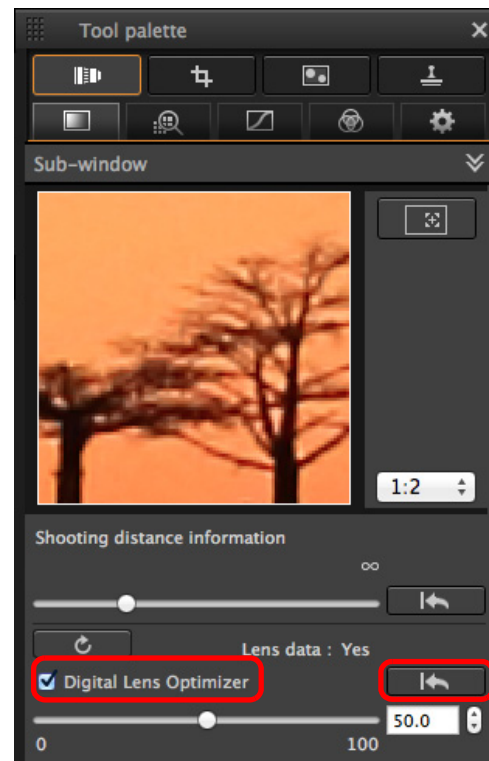 Tool palette
Sub-window
1:2
Shooting distance information
∞
Lens data : Yes
Digital Lens Optimizer
50.0
0 100